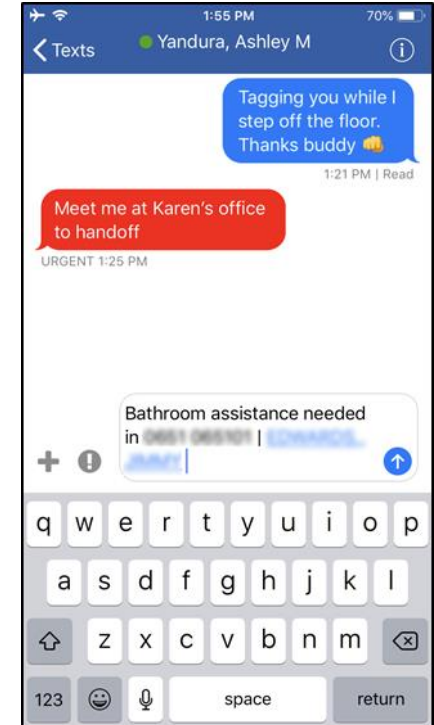 1:55 PM
70%
Texts
Yandura, Ashley M
Tagging you while I
step off the floor.
Thanks buddy 👊
1:21 PM | Read
Meet me at Karen's office
to handoff
URGENT 1:25 PM
Bathroom assistance needed
in |
q w e r t y u i o p
a s d f g h j k l
z x c v b n m
123 space return